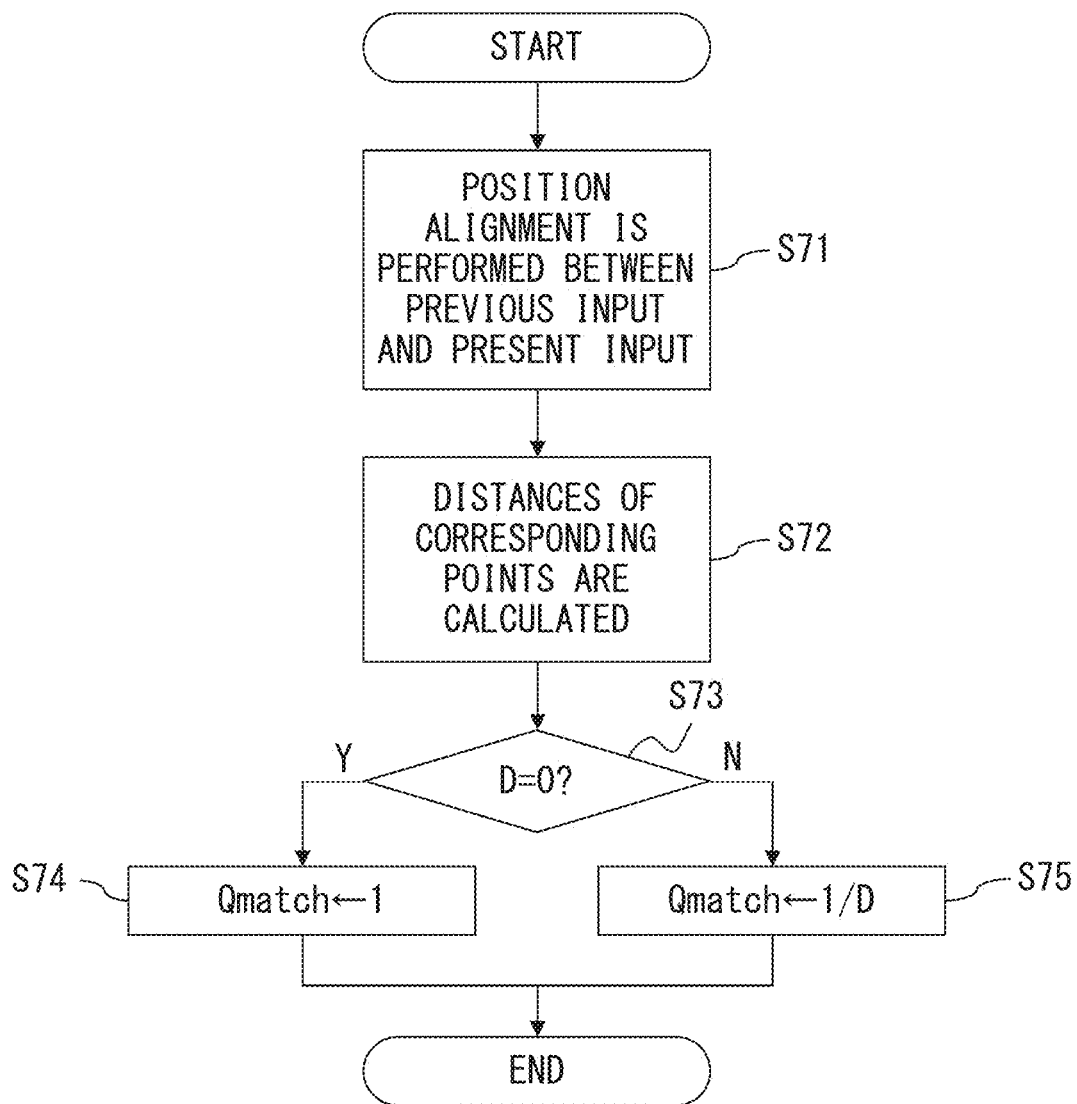 START
POSITION
ALIGNMENT IS
PERFORMED BETWEEN
PREVIOUS INPUT
AND PRESENT INPUT
S71
DISTANCES OF
CORRESPONDING
POINTS ARE
CALCULATED
S72
S73
Y
D=0?
N
S74
Qmatch←1
Qmatch←1/D
S75
END